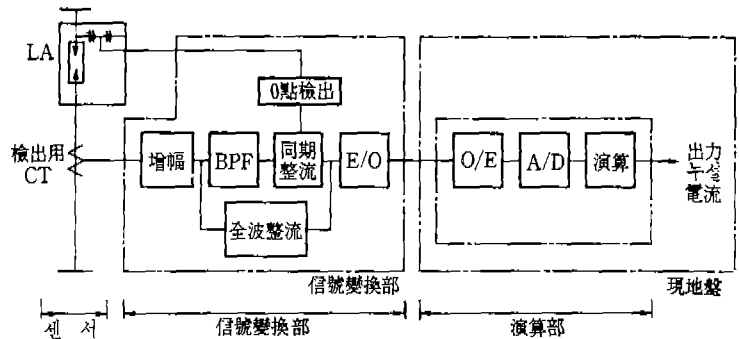 LA
0點檢出
檢出用
CT
增幅
BPF
同期
整流
E/O
全波整流
O/E
A/D
演算
出力
누설
電流
信號變換部
現地盤
센 서
信號變換部
演算部